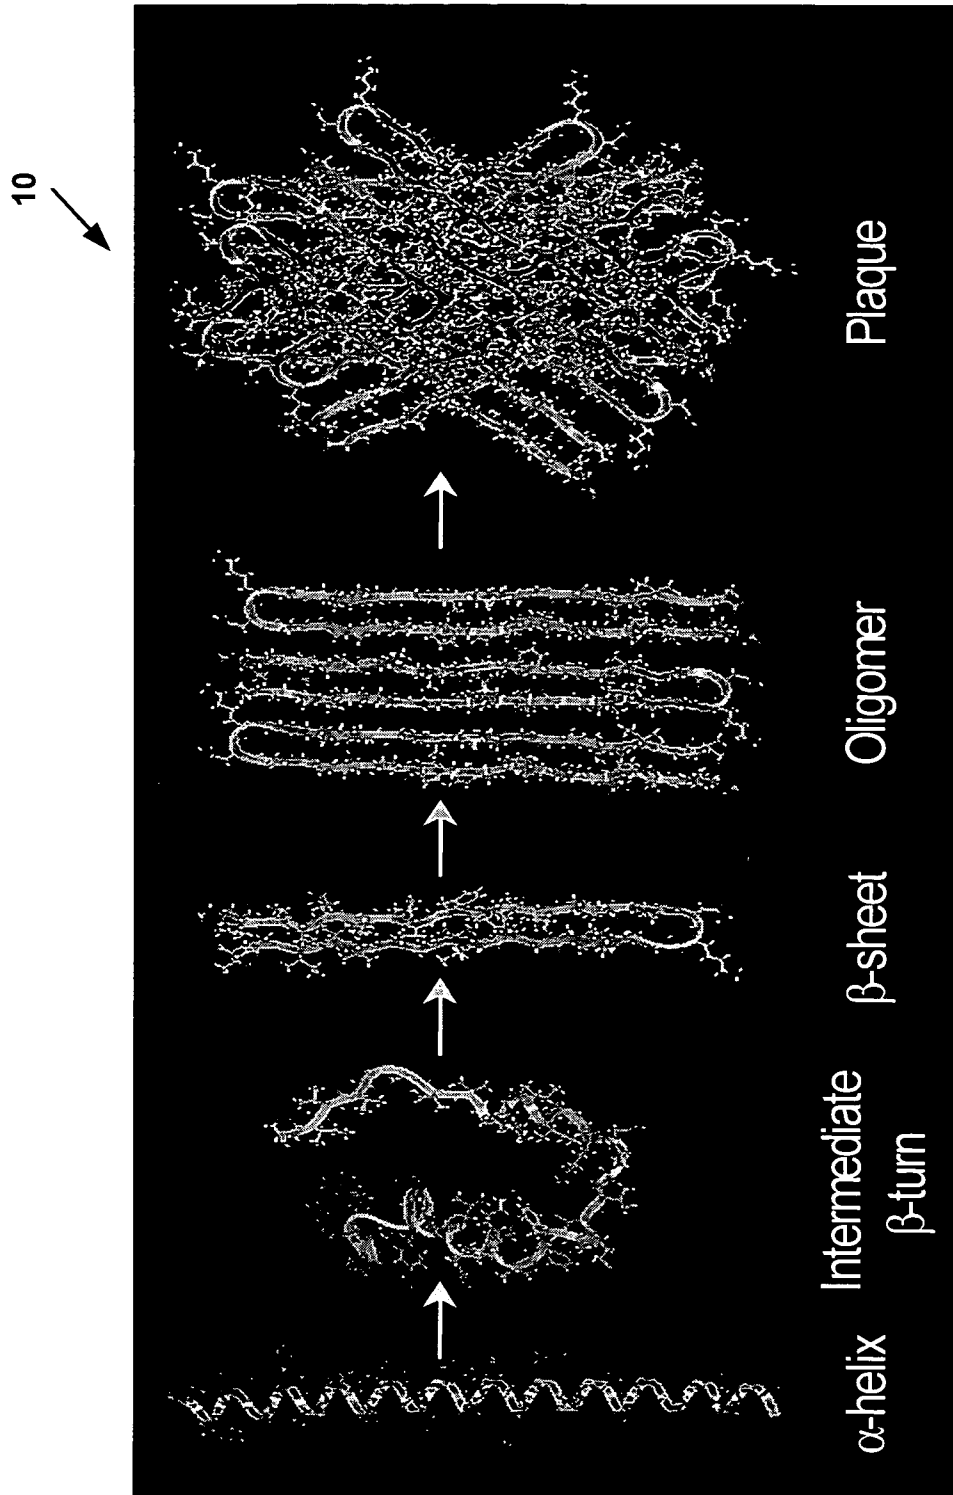 10
α-helix
Intermediate
β-turn
β-sheet
Oligomer
Plaque